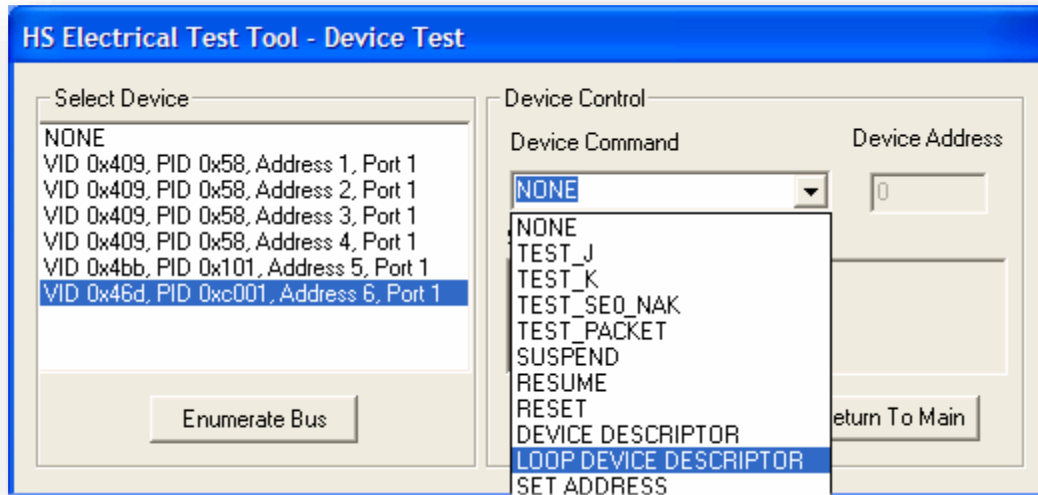 HS Electrical Test Tool - Device Test
Select Device
NONE
VID 0x409, PID 0x58, Address 1, Port 1
VID 0x409, PID 0x58, Address 2, Port 1
VID 0x409, PID 0x58, Address 3, Port 1
VID 0x409, PID 0x58, Address 4, Port 1
VID 0x4bb, PID 0x101, Address 5, Port 1
VID 0x46d, PID 0xc001, Address 6, Port 1
Enumerate Bus
Device Control
Device Command
Device Address
NONE
0
NONE
TEST_J
TEST_K
TEST_SE0_NAK
TEST_PACKET
SUSPEND
RESUME
RESET
DEVICE DESCRIPTOR
LOOP DEVICE DESCRIPTOR
SET ADDRESS
eturn To Main